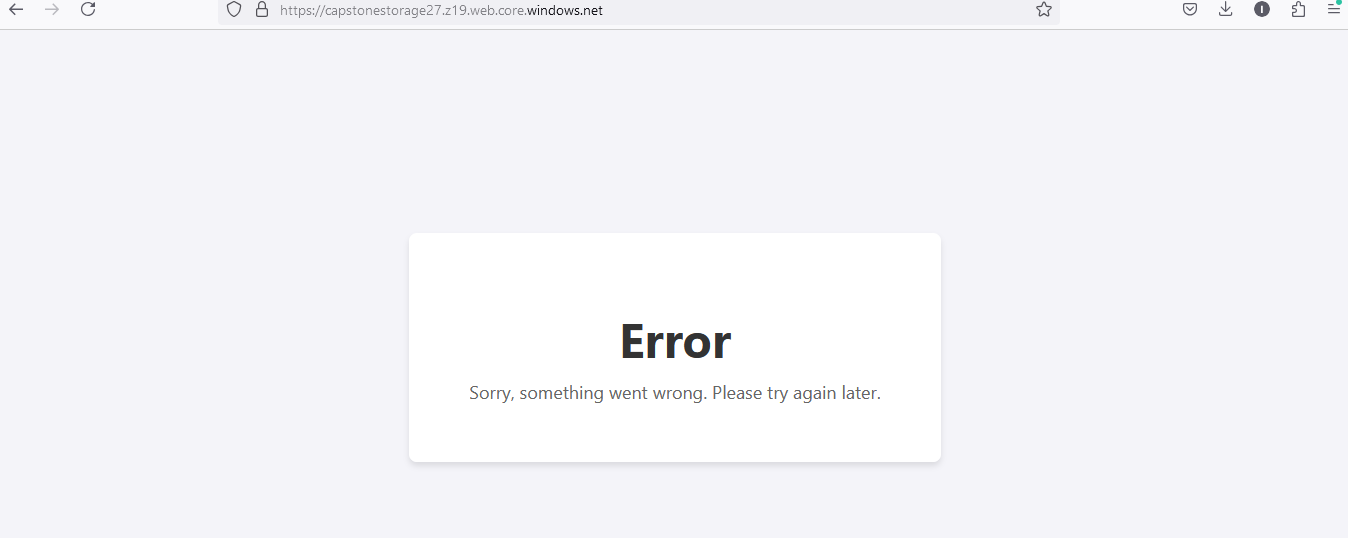 https://capstonestorage27.z19.web.core.windows.net
Error
Sorry, something went wrong. Please try again later.